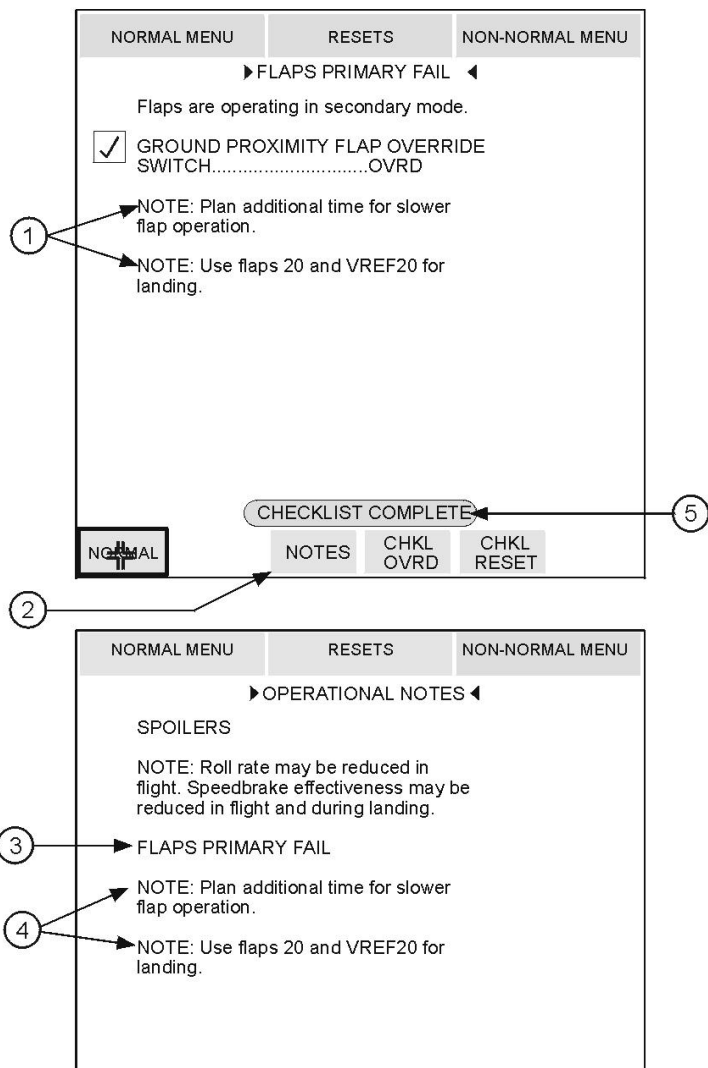 NORMAL MENU RESETS NON-NORMAL MENU
FLAPS PRIMARY FAIL
Flaps are operating in secondary mode.
GROUND PROXIMITY FLAP OVERRIDE
SWITCH..............................OVRD
NOTE: Plan additional time for slower
flap operation.
1
NOTE: Use flaps 20 and VREF20 for
landing.
CHECKLIST COMPLETE
5
NORMAL NOTES CHKL OVRD CHKL RESET
2
NORMAL MENU RESETS NON-NORMAL MENU
OPERATIONAL NOTES
SPOILERS
NOTE: Roll rate may be reduced in
flight. Speedbrake effectiveness may be
reduced in flight and during landing.
3
FLAPS PRIMARY FAIL
NOTE: Plan additional time for slower
flap operation.
4
NOTE: Use flaps 20 and VREF20 for
landing.